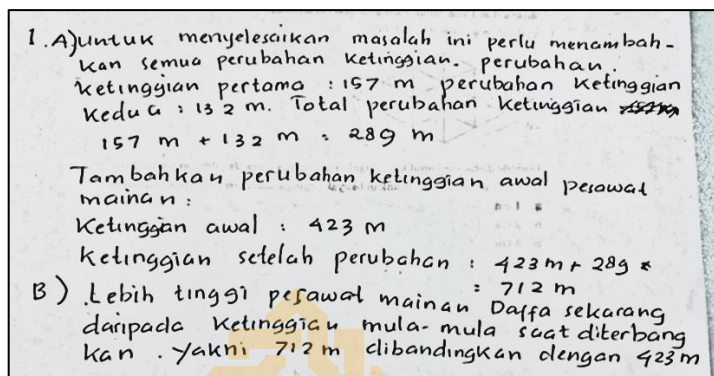 1. A) Untuk menyelesaikan masalah ini perlu menambah-
kan semua perubahan ketinggian. perubahan.
ketinggian pertama : 157 m perubahan ketinggian
kedua : 132 m. Total perubahan ketinggian
157 m + 132 m = 289 m
Tambahkan perubahan ketinggian awal pesawat
mainan :
Ketinggian awal : 423 m
Ketinggian setelah perubahan : 423 m + 289
= 712 m
B) Lebih tinggi pesawat mainan Daffa sekarang
daripada ketinggian mula-mula saat diterbang
kan. Yakni 712 m dibandingkan dengan 423 m